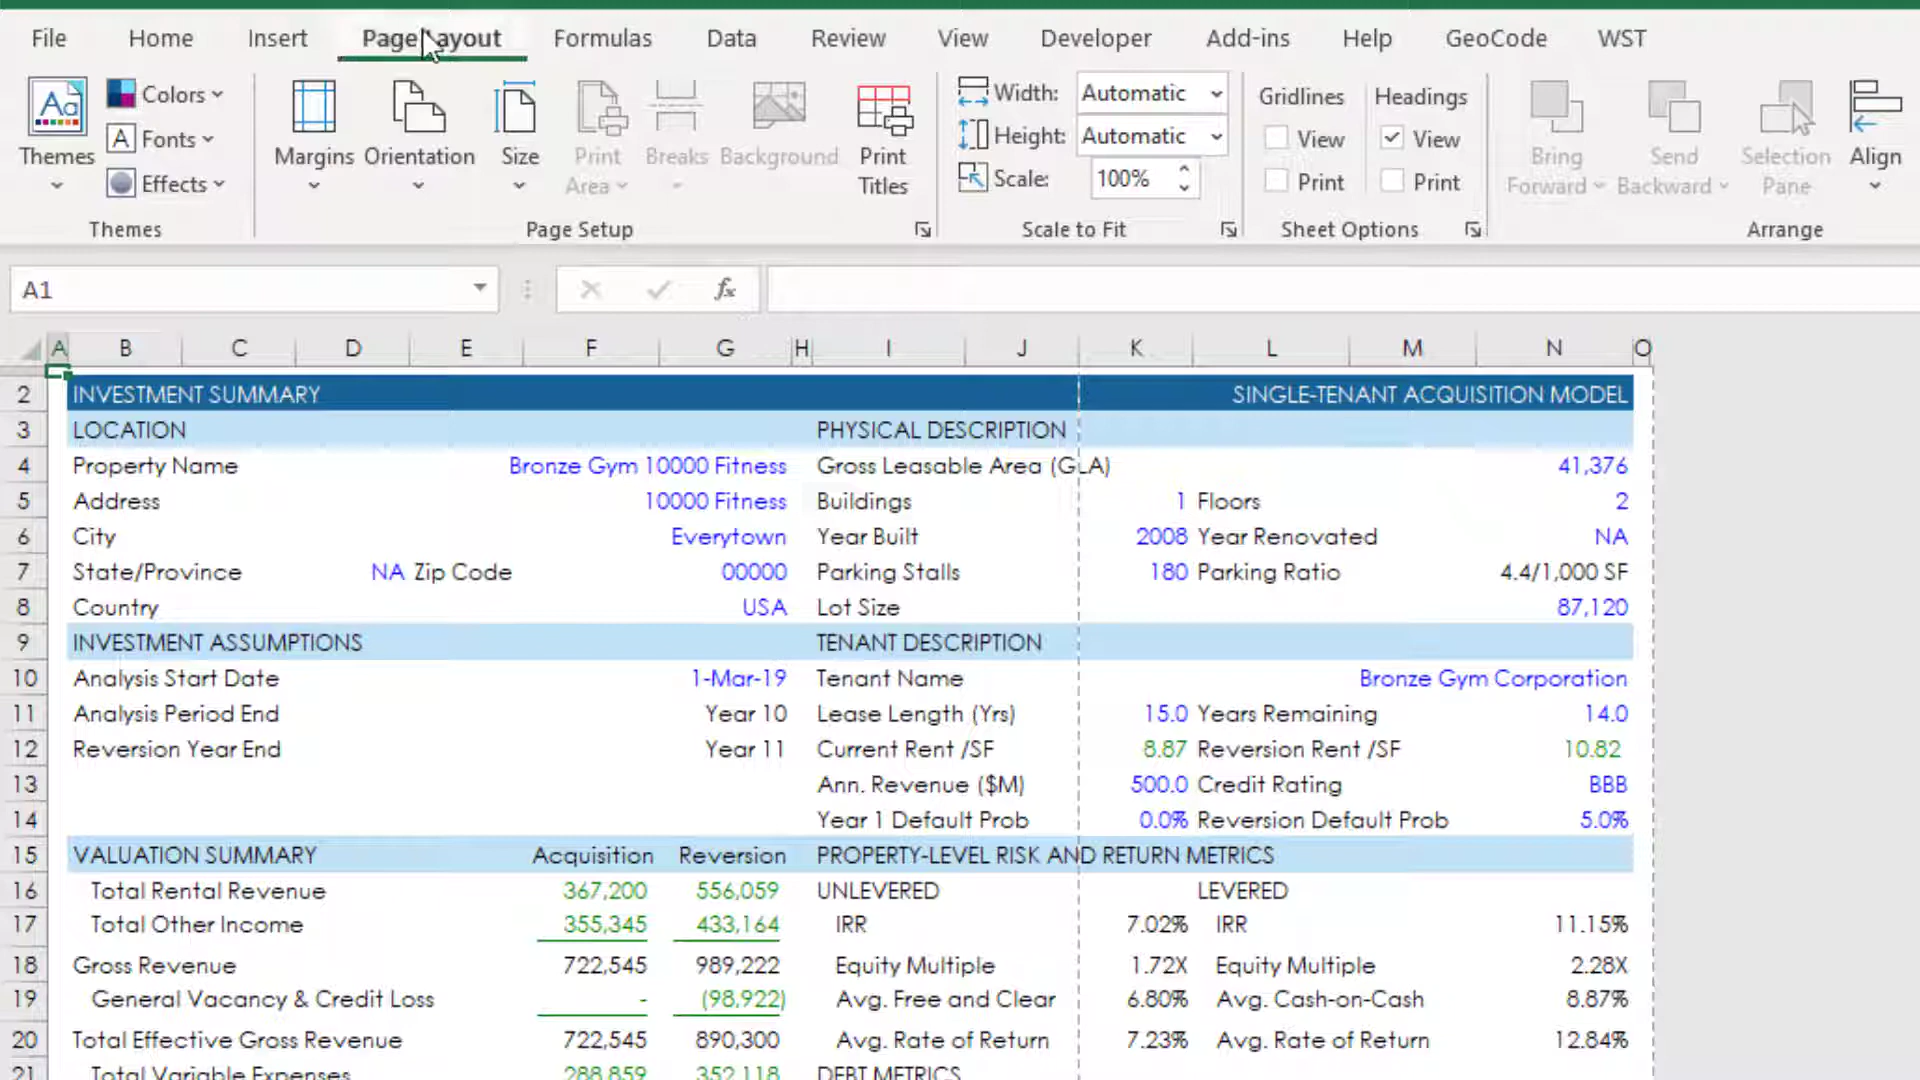 File Home Insert Page Layout Formulas Data Review View Developer Add-ins Help GeoCode WST
Aa Colors Width: Automatic Gridlines Headings
A Fonts Height: Automatic View View
Themes Margins Orientation Size Print Breaks Background Print Bring Send Selection Align
Effects Area Titles Scale: 100% Print Print Forward Backward Pane
Themes Page Setup Scale to Fit Sheet Options Arrange
A1 fx
A B C D E F G H I J K L M N O
2 INVESTMENT SUMMARY SINGLE-TENANT ACQUISITION MODEL
3 LOCATION PHYSICAL DESCRIPTION
4 Property Name Bronze Gym 10000 Fitness Gross Leasable Area (GLA) 41,376
5 Address 10000 Fitness Buildings 1 Floors 2
6 City Everytown Year Built 2008 Year Renovated NA
7 State/Province NA Zip Code 00000 Parking Stalls 180 Parking Ratio 4.4/1,000 SF
8 Country USA Lot Size 87,120
9 INVESTMENT ASSUMPTIONS TENANT DESCRIPTION
10 Analysis Start Date 1-Mar-19 Tenant Name Bronze Gym Corporation
11 Analysis Period End Year 10 Lease Length (Yrs) 15.0 Years Remaining 14.0
12 Reversion Year End Year 11 Current Rent /SF 8.87 Reversion Rent /SF 10.82
13 Ann. Revenue ($M) 500.0 Credit Rating BBB
14 Year 1 Default Prob 0.0% Reversion Default Prob 5.0%
15 VALUATION SUMMARY Acquisition Reversion PROPERTY-LEVEL RISK AND RETURN METRICS
16 Total Rental Revenue 367,200 556,059 UNLEVERED LEVERED
17 Total Other Income 355,345 433,164 IRR 7.02% IRR 11.15%
18 Gross Revenue 722,545 989,222 Equity Multiple 1.72X Equity Multiple 2.28X
19 General Vacancy & Credit Loss - (98,922) Avg. Free and Clear 6.80% Avg. Cash-on-Cash 8.87%
20 Total Effective Gross Revenue 722,545 890,300 Avg. Rate of Return 7.23% Avg. Rate of Return 12.84%
21 Total Variable Expenses 288,859 352,118 DEBT METRICS